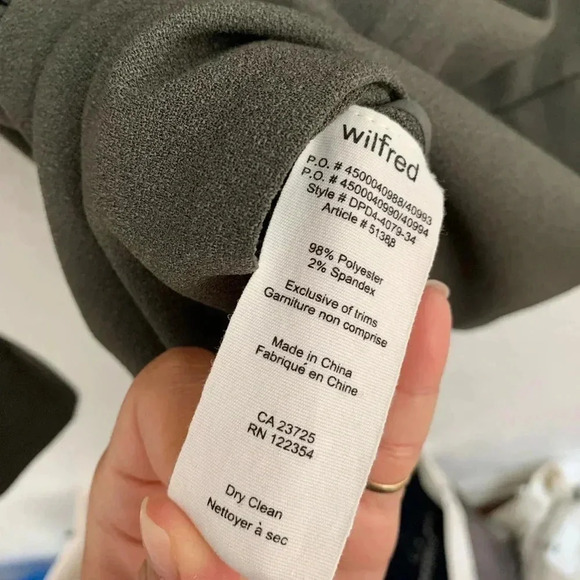 wilfred
P.O. # 4500040988/40993
P.O. # 4500040990/40994
Style # DPD4-4079-34
Article # 51388
98% Polyester
2% Spandex
Exclusive of trims
Garniture non comprise
Made in China
Fabriqué en Chine
CA 23725
RN 122354
Dry Clean
Nettoyer à sec